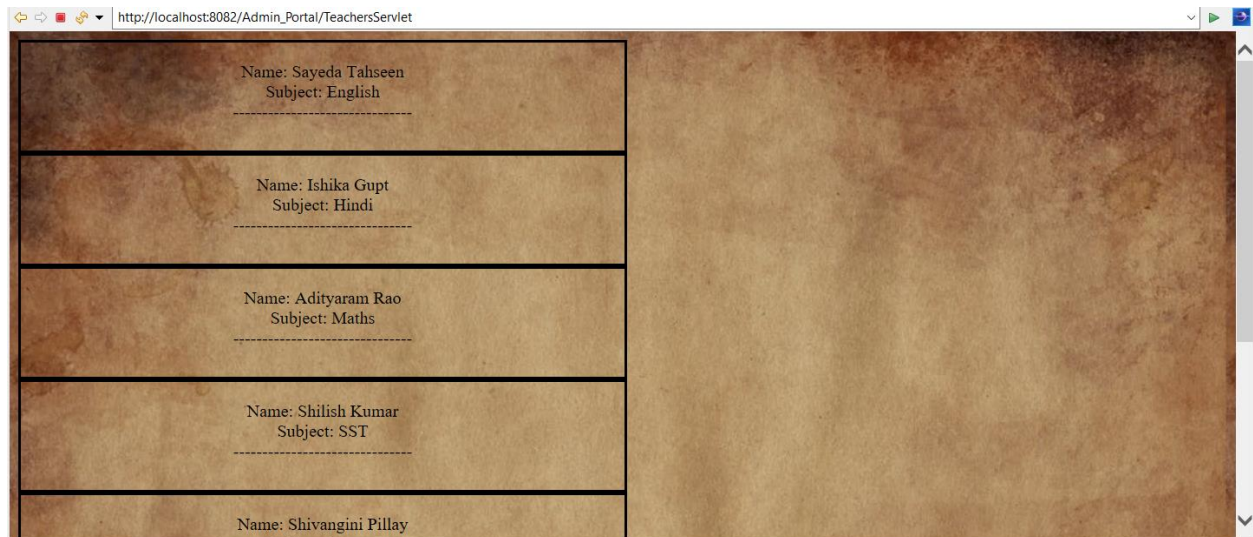 http://localhost:8082/Admin_Portal/TeachersServlet
Name: Sayeda Tahseen
Subject: English
-------------------------------
Name: Ishika Gupt
Subject: Hindi
-------------------------------
Name: Adityaram Rao
Subject: Maths
-------------------------------
Name: Shilish Kumar
Subject: SST
-------------------------------
Name: Shivangini Pillay